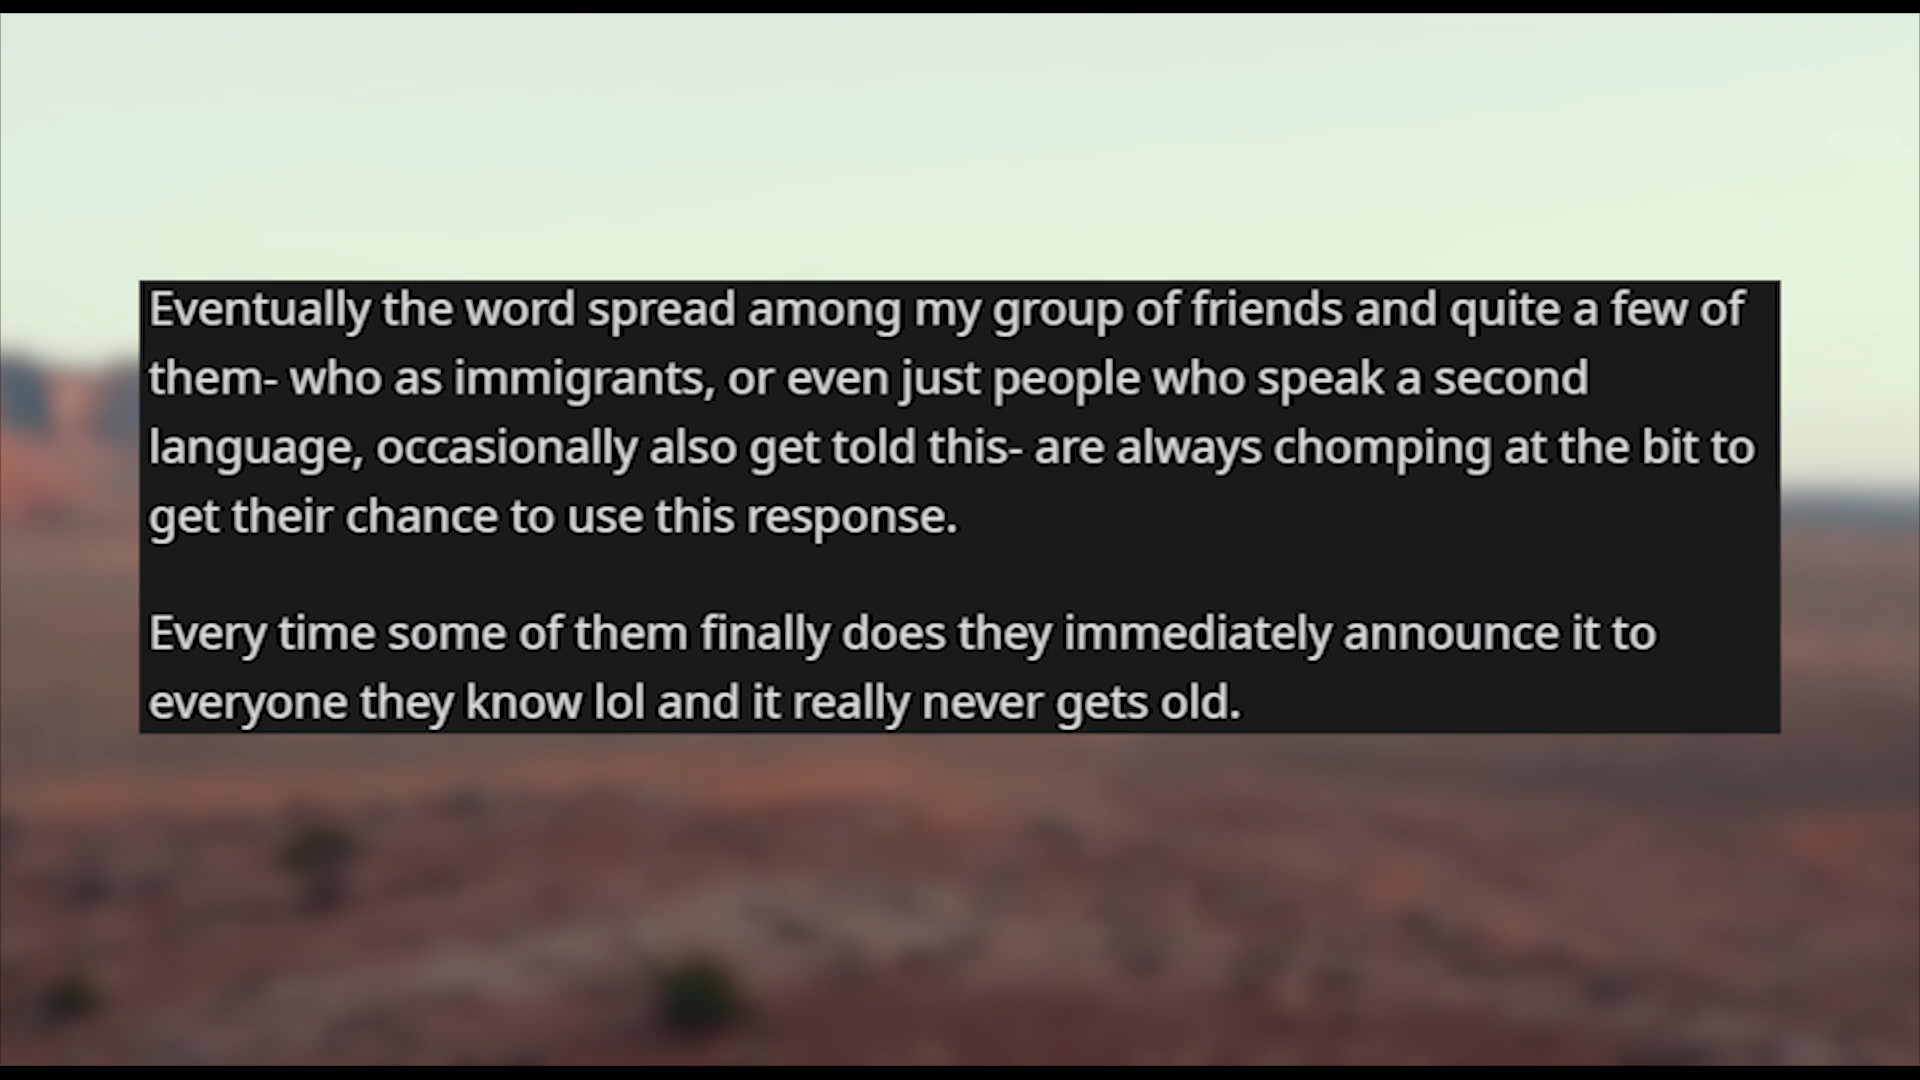 Eventually the word spread among my group of friends and quite a few of
them- who as immigrants, or even just people who speak a second
language, occasionally also get told this- are always chomping at the bit to
get their chance to use this response.
Every time some of them finally does they immediately announce it to
everyone they know lol and it really never gets old.